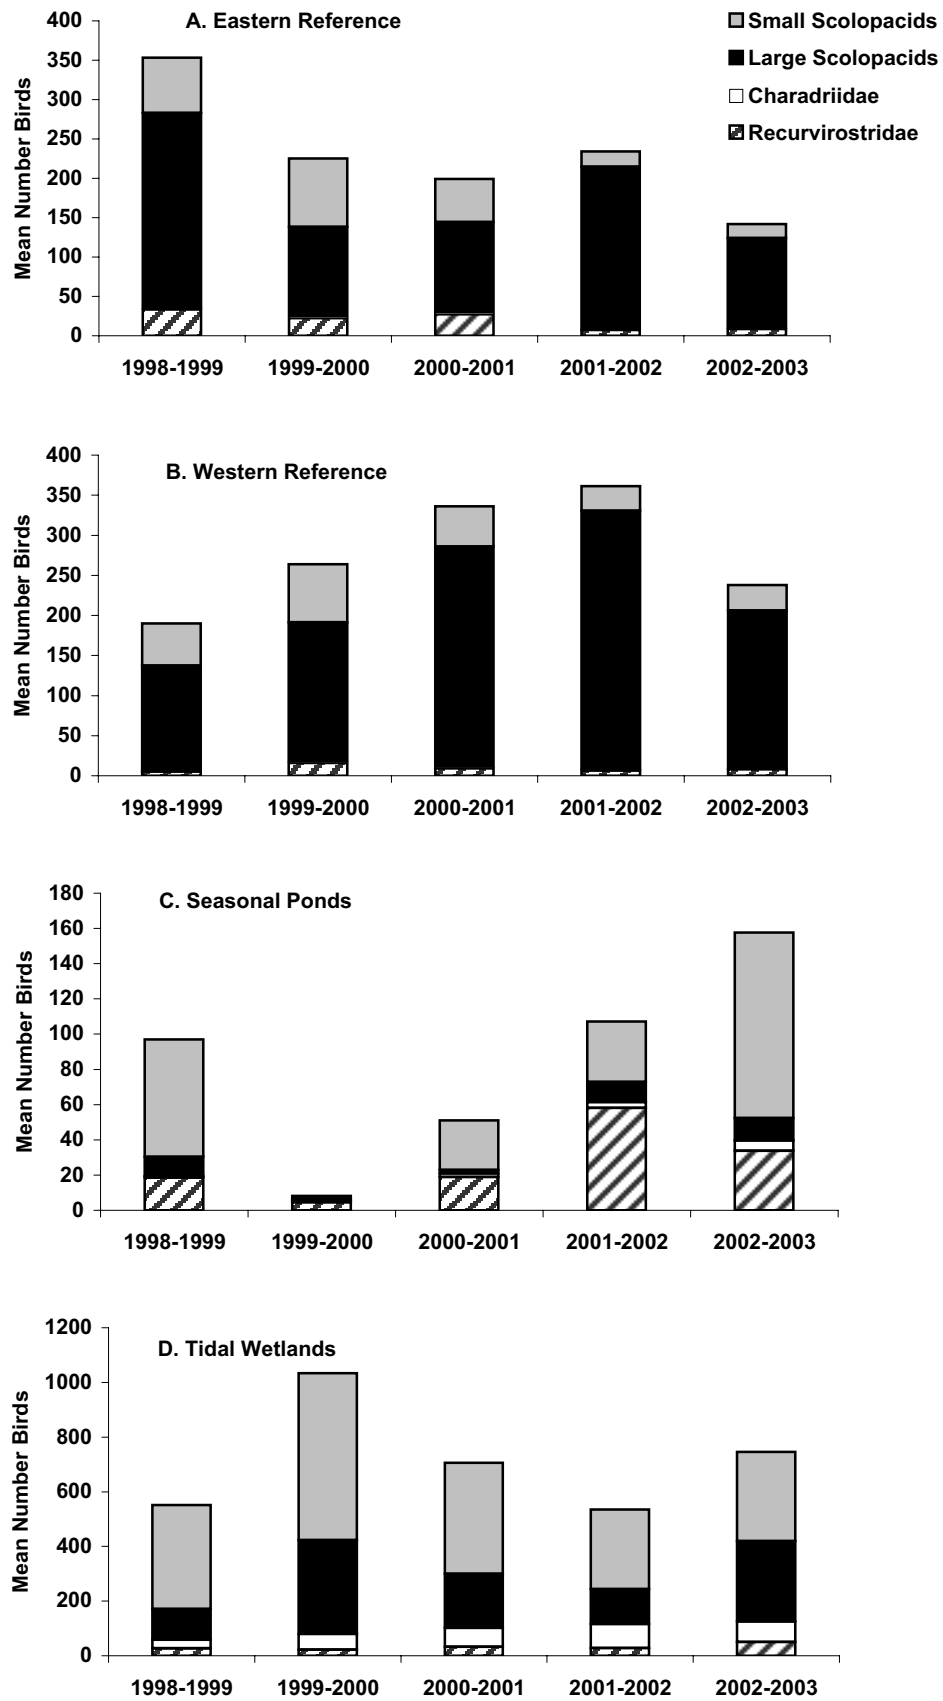 A. Eastern Reference
Small Scolopacids
Large Scolopacids
Charadriidae
Recurvirostridae
Mean Number Birds
400
350
300
250
200
150
100
50
0
1998-1999 1999-2000 2000-2001 2001-2002 2002-2003
B. Western Reference
Mean Number Birds
400
350
300
250
200
150
100
50
0
1998-1999 1999-2000 2000-2001 2001-2002 2002-2003
C. Seasonal Ponds
Mean Number Birds
180
160
140
120
100
80
60
40
20
0
1998-1999 1999-2000 2000-2001 2001-2002 2002-2003
D. Tidal Wetlands
Mean Number Birds
1200
1000
800
600
400
200
0
1998-1999 1999-2000 2000-2001 2001-2002 2002-2003